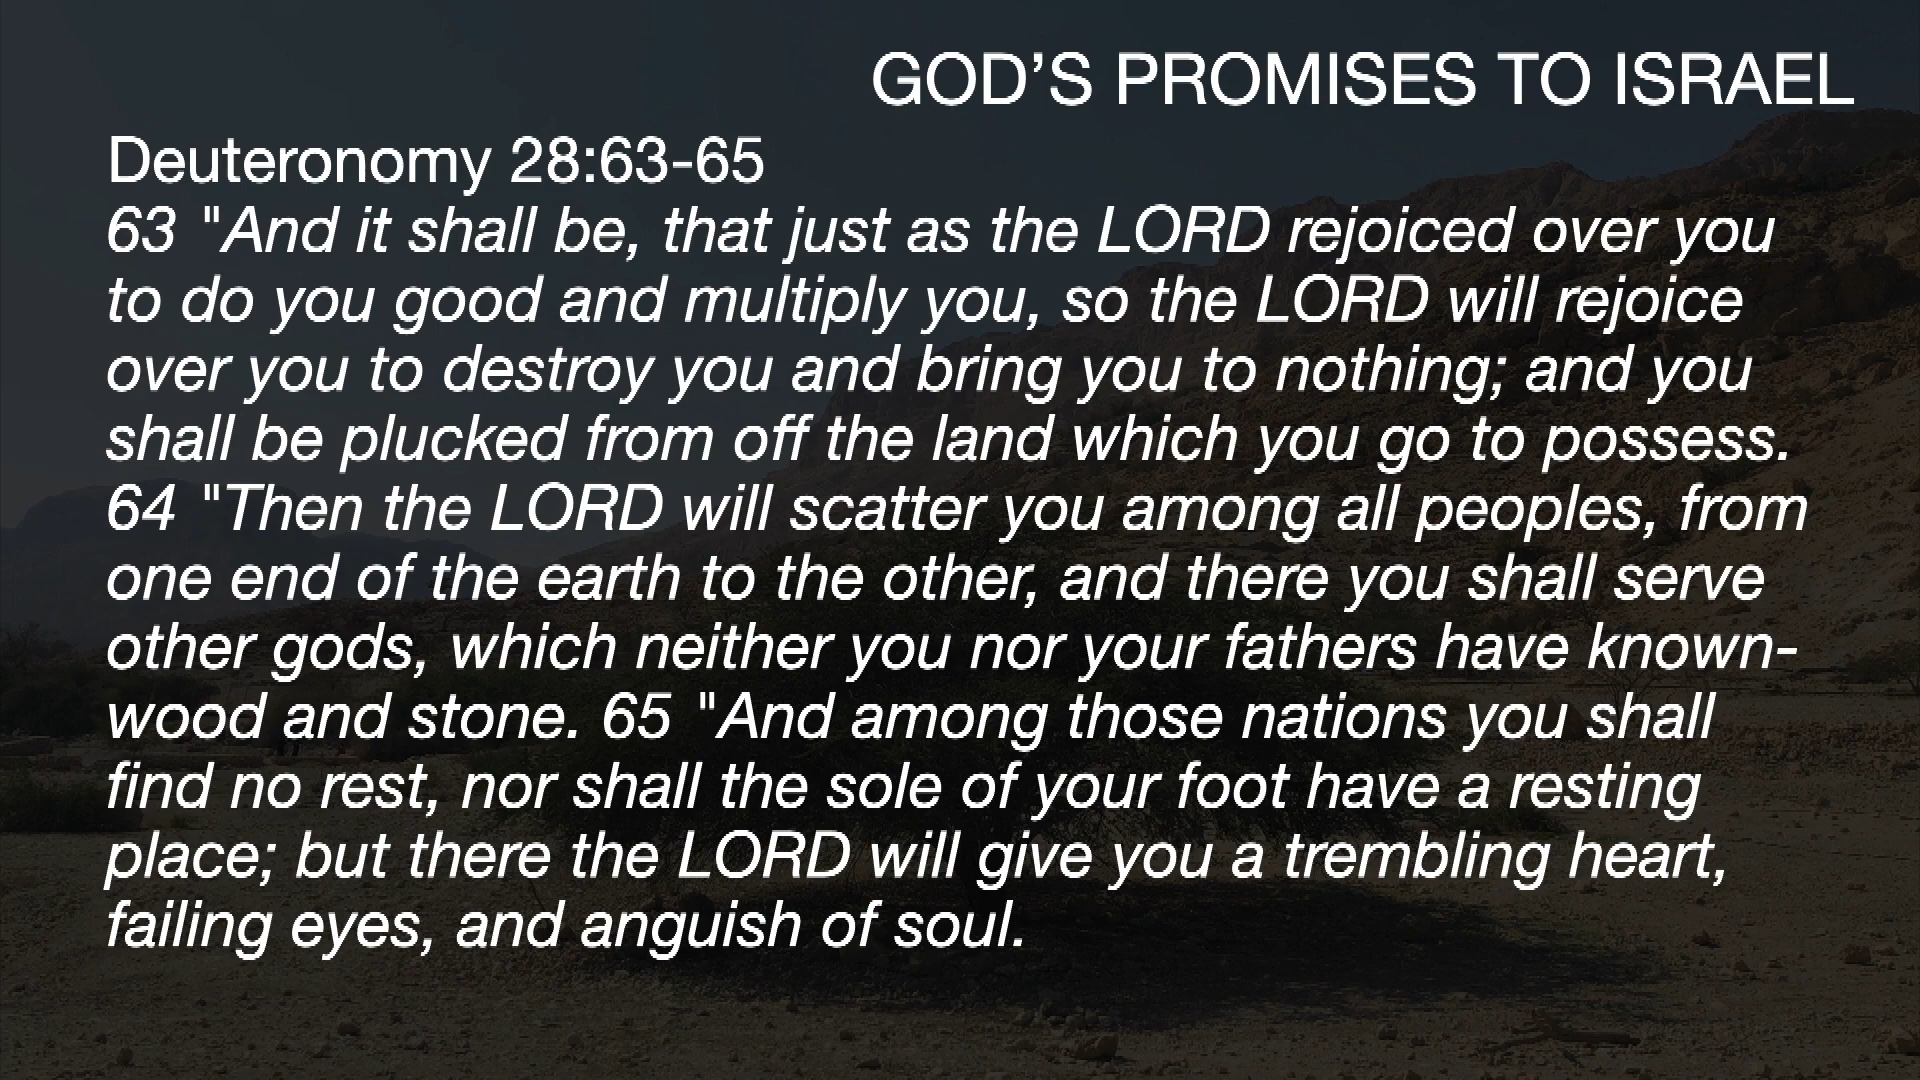 GOD’S PROMISES TO ISRAEL
Deuteronomy 28:63-65
63 "And it shall be, that just as the LORD rejoiced over you
to do you good and multiply you, so the LORD will rejoice
over you to destroy you and bring you to nothing; and you
shall be plucked from off the land which you go to possess.
64 "Then the LORD will scatter you among all peoples, from
one end of the earth to the other, and there you shall serve
other gods, which neither you nor your fathers have known-
wood and stone. 65 "And among those nations you shall
find no rest, nor shall the sole of your foot have a resting
place; but there the LORD will give you a trembling heart,
failing eyes, and anguish of soul.